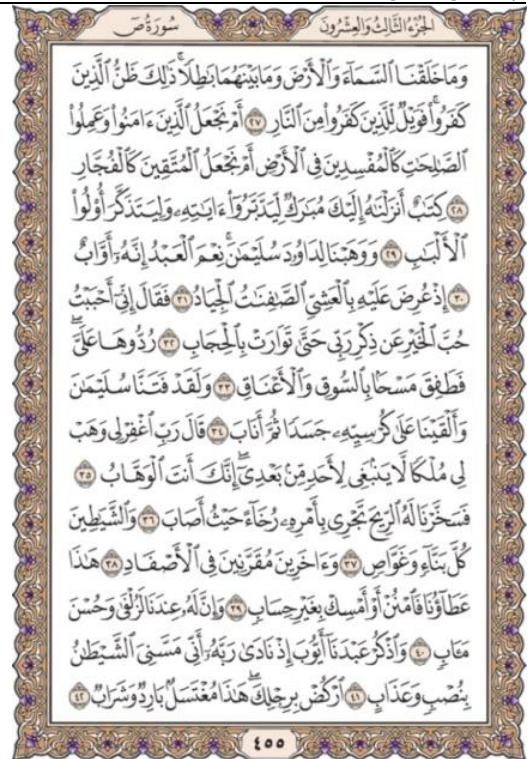 الجزء الثالث والعشرون
سورة ص
وَمَا خَلَقْنَا ٱلسَّمَآءَ وَٱلْأَرْضَ وَمَا بَيْنَهُمَا بَٰطِلًا ۚ ذَٰلِكَ ظَنُّ ٱلَّذِينَ
كَفَرُوا۟ ۚ فَوَيْلٌ لِّلَّذِينَ كَفَرُوا۟ مِنَ ٱلنَّارِ ٢٧ أَمْ نَجْعَلُ ٱلَّذِينَ ءَامَنُوا۟ وَعَمِلُوا۟
ٱلصَّٰلِحَٰتِ كَٱلْمُفْسِدِينَ فِى ٱلْأَرْضِ أَمْ نَجْعَلُ ٱلْمُتَّقِينَ كَٱلْفُجَّارِ
٢٨ كِتَٰبٌ أَنزَلْنَٰهُ إِلَيْكَ مُبَٰرَكٌ لِّيَدَّبَّرُوٓا۟ ءَايَٰتِهِۦ وَلِيَتَذَكَّرَ أُو۟لُوا۟
ٱلْأَلْبَٰبِ ٢٩ وَوَهَبْنَا لِدَاوُۥدَ سُلَيْمَٰنَ ۚ نِعْمَ ٱلْعَبْدُ ۖ إِنَّهُۥٓ أَوَّابٌ
٣٠ إِذْ عُرِضَ عَلَيْهِ بِٱلْعَشِىِّ ٱلصَّٰفِنَٰتُ ٱلْجِيَادُ ٣١ فَقَالَ إِنِّىٓ أَحْبَبْتُ
حُبَّ ٱلْخَيْرِ عَن ذِكْرِ رَبِّى حَتَّىٰ تَوَارَتْ بِٱلْحِجَابِ ٣٢ رُدُّوهَا عَلَىَّ ۖ
فَطَفِقَ مَسْحًۢا بِٱلسُّوقِ وَٱلْأَعْنَاقِ ٣٣ وَلَقَدْ فَتَنَّا سُلَيْمَٰنَ
وَأَلْقَيْنَا عَلَىٰ كُرْسِيِّهِۦ جَسَدًا ثُمَّ أَنَابَ ٣٤ قَالَ رَبِّ ٱغْفِرْ لِى وَهَبْ
لِى مُلْكًا لَّا يَنۢبَغِى لِأَحَدٍ مِّنۢ بَعْدِىٓ ۖ إِنَّكَ أَنتَ ٱلْوَهَّابُ ٣٥
فَسَخَّرْنَا لَهُ ٱلرِّيحَ تَجْرِى بِأَمْرِهِۦ رُخَآءً حَيْثُ أَصَابَ ٣٦ وَٱلشَّيَٰطِينَ
كُلَّ بَنَّآءٍ وَغَوَّاصٍ ٣٧ وَءَاخَرِينَ مُقَرَّنِينَ فِى ٱلْأَصْفَادِ ٣٨ هَٰذَا
عَطَآؤُنَا فَٱمْنُنْ أَوْ أَمْسِكْ بِغَيْرِ حِسَابٍ ٣٩ وَإِنَّ لَهُۥ عِندَنَا لَزُلْفَىٰ وَحُسْنَ
مَـَٔابٍ ٤٠ وَٱذْكُرْ عَبْدَنَآ أَيُّوبَ إِذْ نَادَىٰ رَبَّهُۥٓ أَنِّى مَسَّنِىَ ٱلشَّيْطَٰنُ
بِنُصْبٍ وَعَذَابٍ ٤١ ٱرْكُضْ بِرِجْلِكَ ۖ هَٰذَا مُغْتَسَلٌۢ بَارِدٌ وَشَرَابٌ ٤٢
٤٥٥